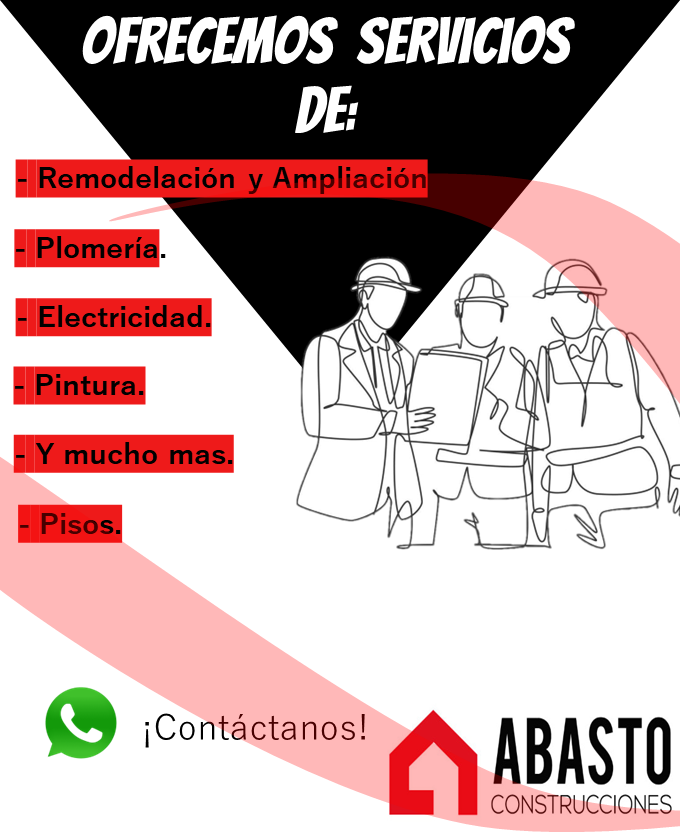 OFRECEMOS SERVICIOS
DE:
- Remodelación y Ampliación
- Plomería.
- Electricidad.
- Pintura.
- Y mucho mas.
- Pisos.
¡Contáctanos!
ABASTO
CONSTRUCCIONES